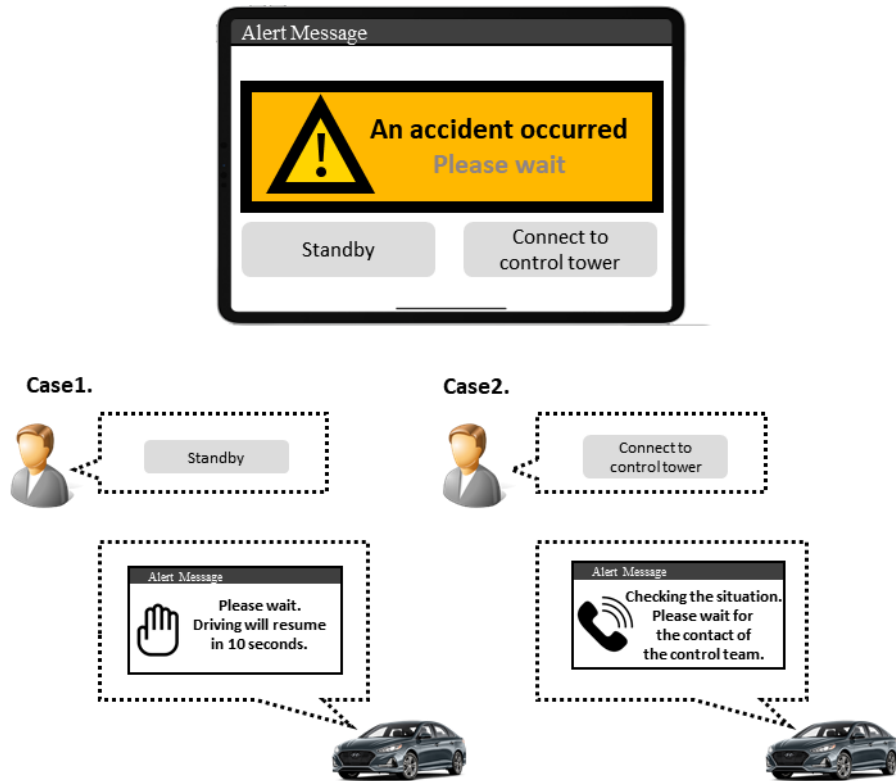 Alert Message
An accident occurred
Please wait
Standby
Connect to
control tower
Case1.
Standby
Alert Message
Please wait.
Driving will resume
in 10 seconds.
Case2.
Connect to
control tower
Alert Message
Checking the situation.
Please wait for
the contact of
the control team.